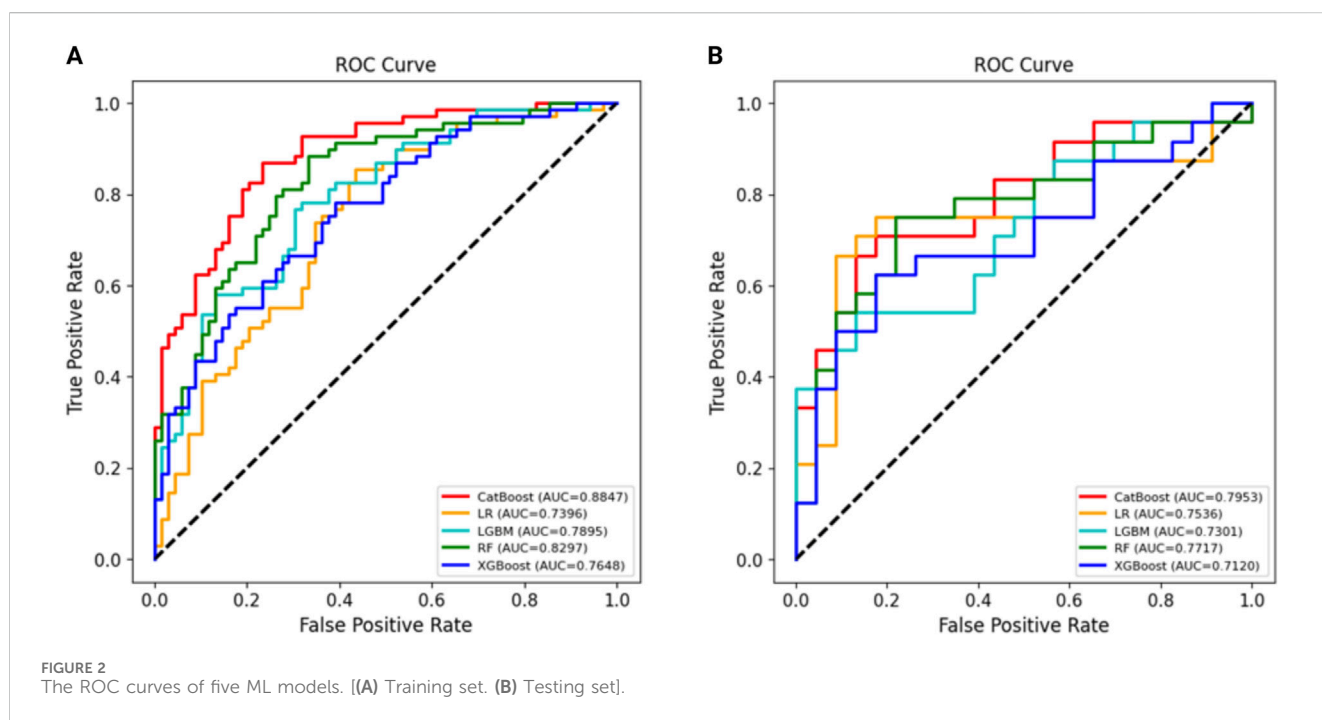 A
ROC Curve
True Positive Rate
1.0
0.8
0.6
0.4
0.2
0.0
CatBoost (AUC=0.8847)
LR (AUC=0.7396)
LGBM (AUC=0.7895)
RF (AUC=0.8297)
XGBoost (AUC=0.7648)
0.0 0.2 0.4 0.6 0.8 1.0
False Positive Rate
B
ROC Curve
True Positive Rate
1.0
0.8
0.6
0.4
0.2
0.0
CatBoost (AUC=0.7953)
LR (AUC=0.7536)
LGBM (AUC=0.7301)
RF (AUC=0.7717)
XGBoost (AUC=0.7120)
0.0 0.2 0.4 0.6 0.8 1.0
False Positive Rate
FIGURE 2
The ROC curves of five ML models. [(A) Training set. (B) Testing set].